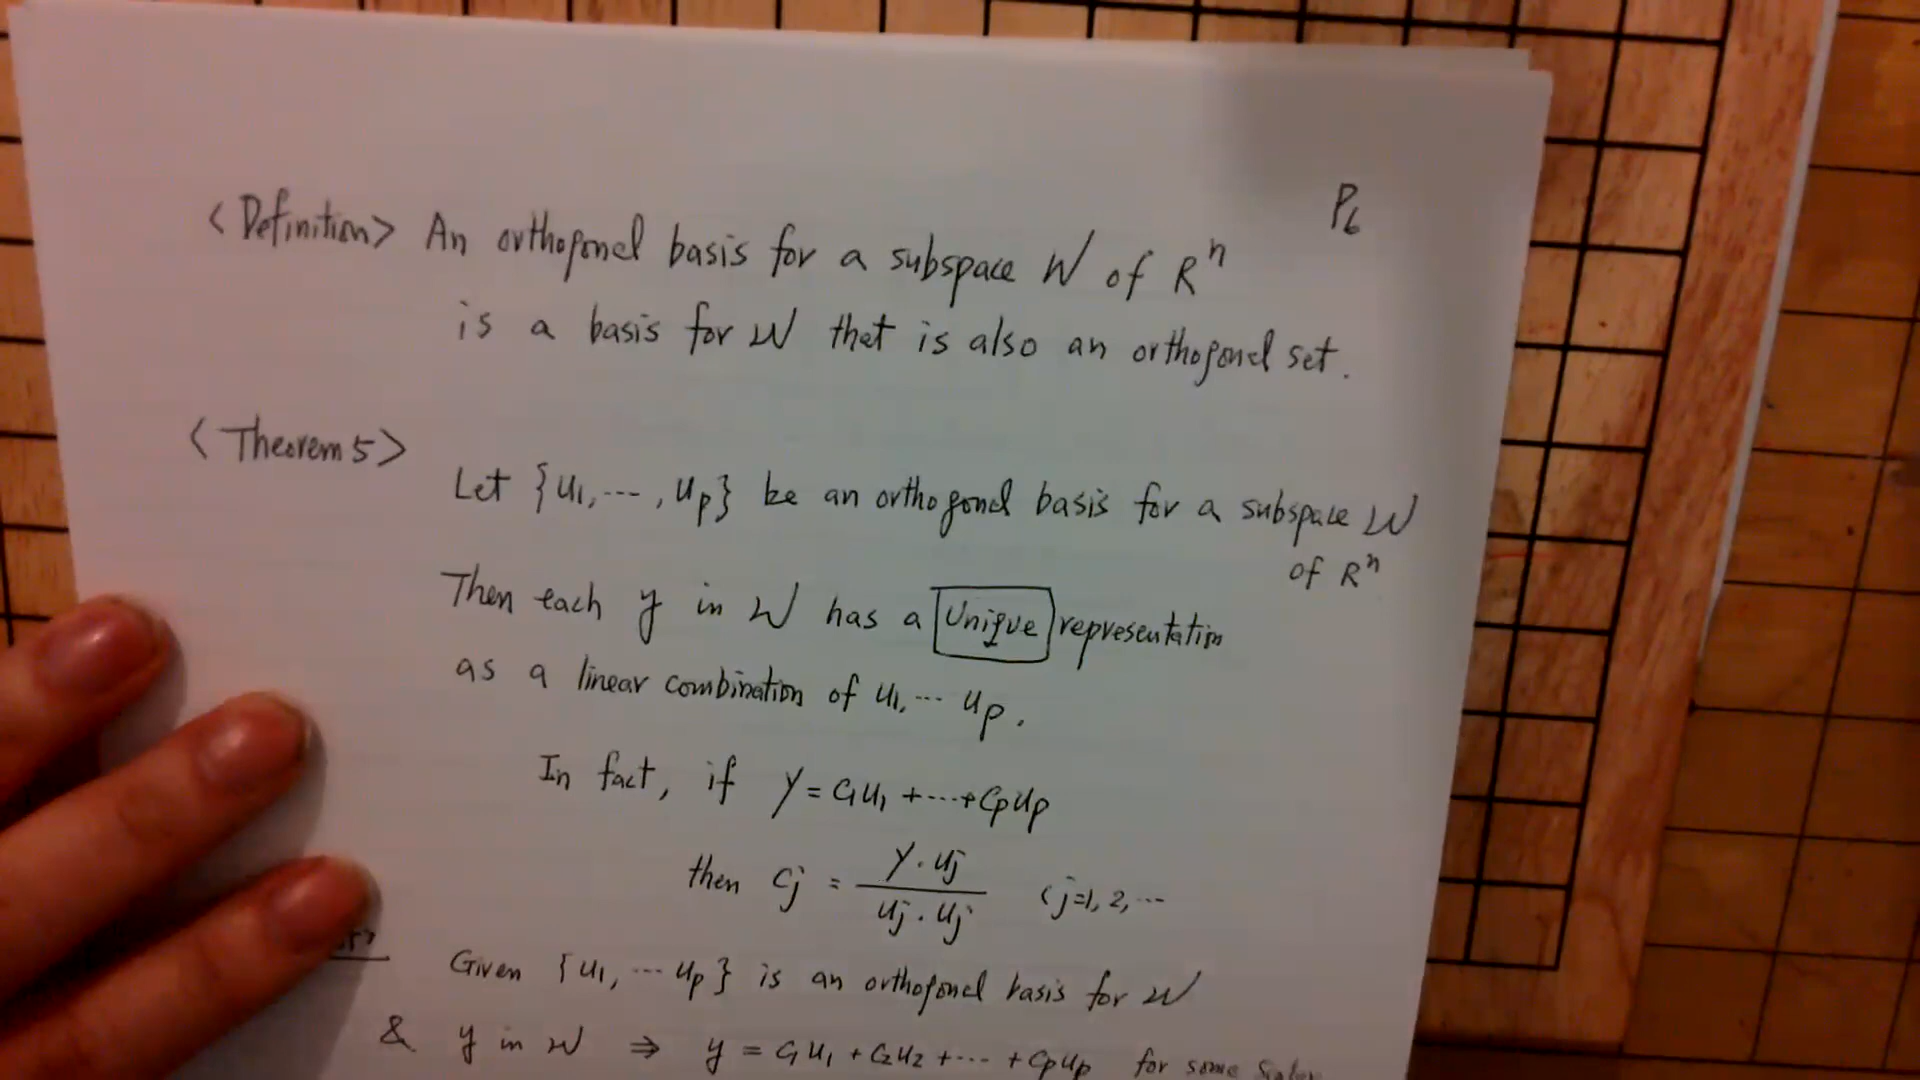 P6
<Definition> An orthogonal basis for a subspace W of Rⁿ
is a basis for W that is also an orthogonal set.
<Theorem 5>
Let {u1, ---, up} be an orthogonal basis for a subspace W
of Rⁿ
Then each y in W has a Unique representation
as a linear combination of u1, --- up.
In fact, if y = c1u1 + ---- + cpup
then cj = y · uj / uj · uj (j=1, 2, ---
Given {u1, --- up} is an orthogonal basis for W
& y in W ⇒ y = c1u1 + c2u2 + ---- + cpup for some